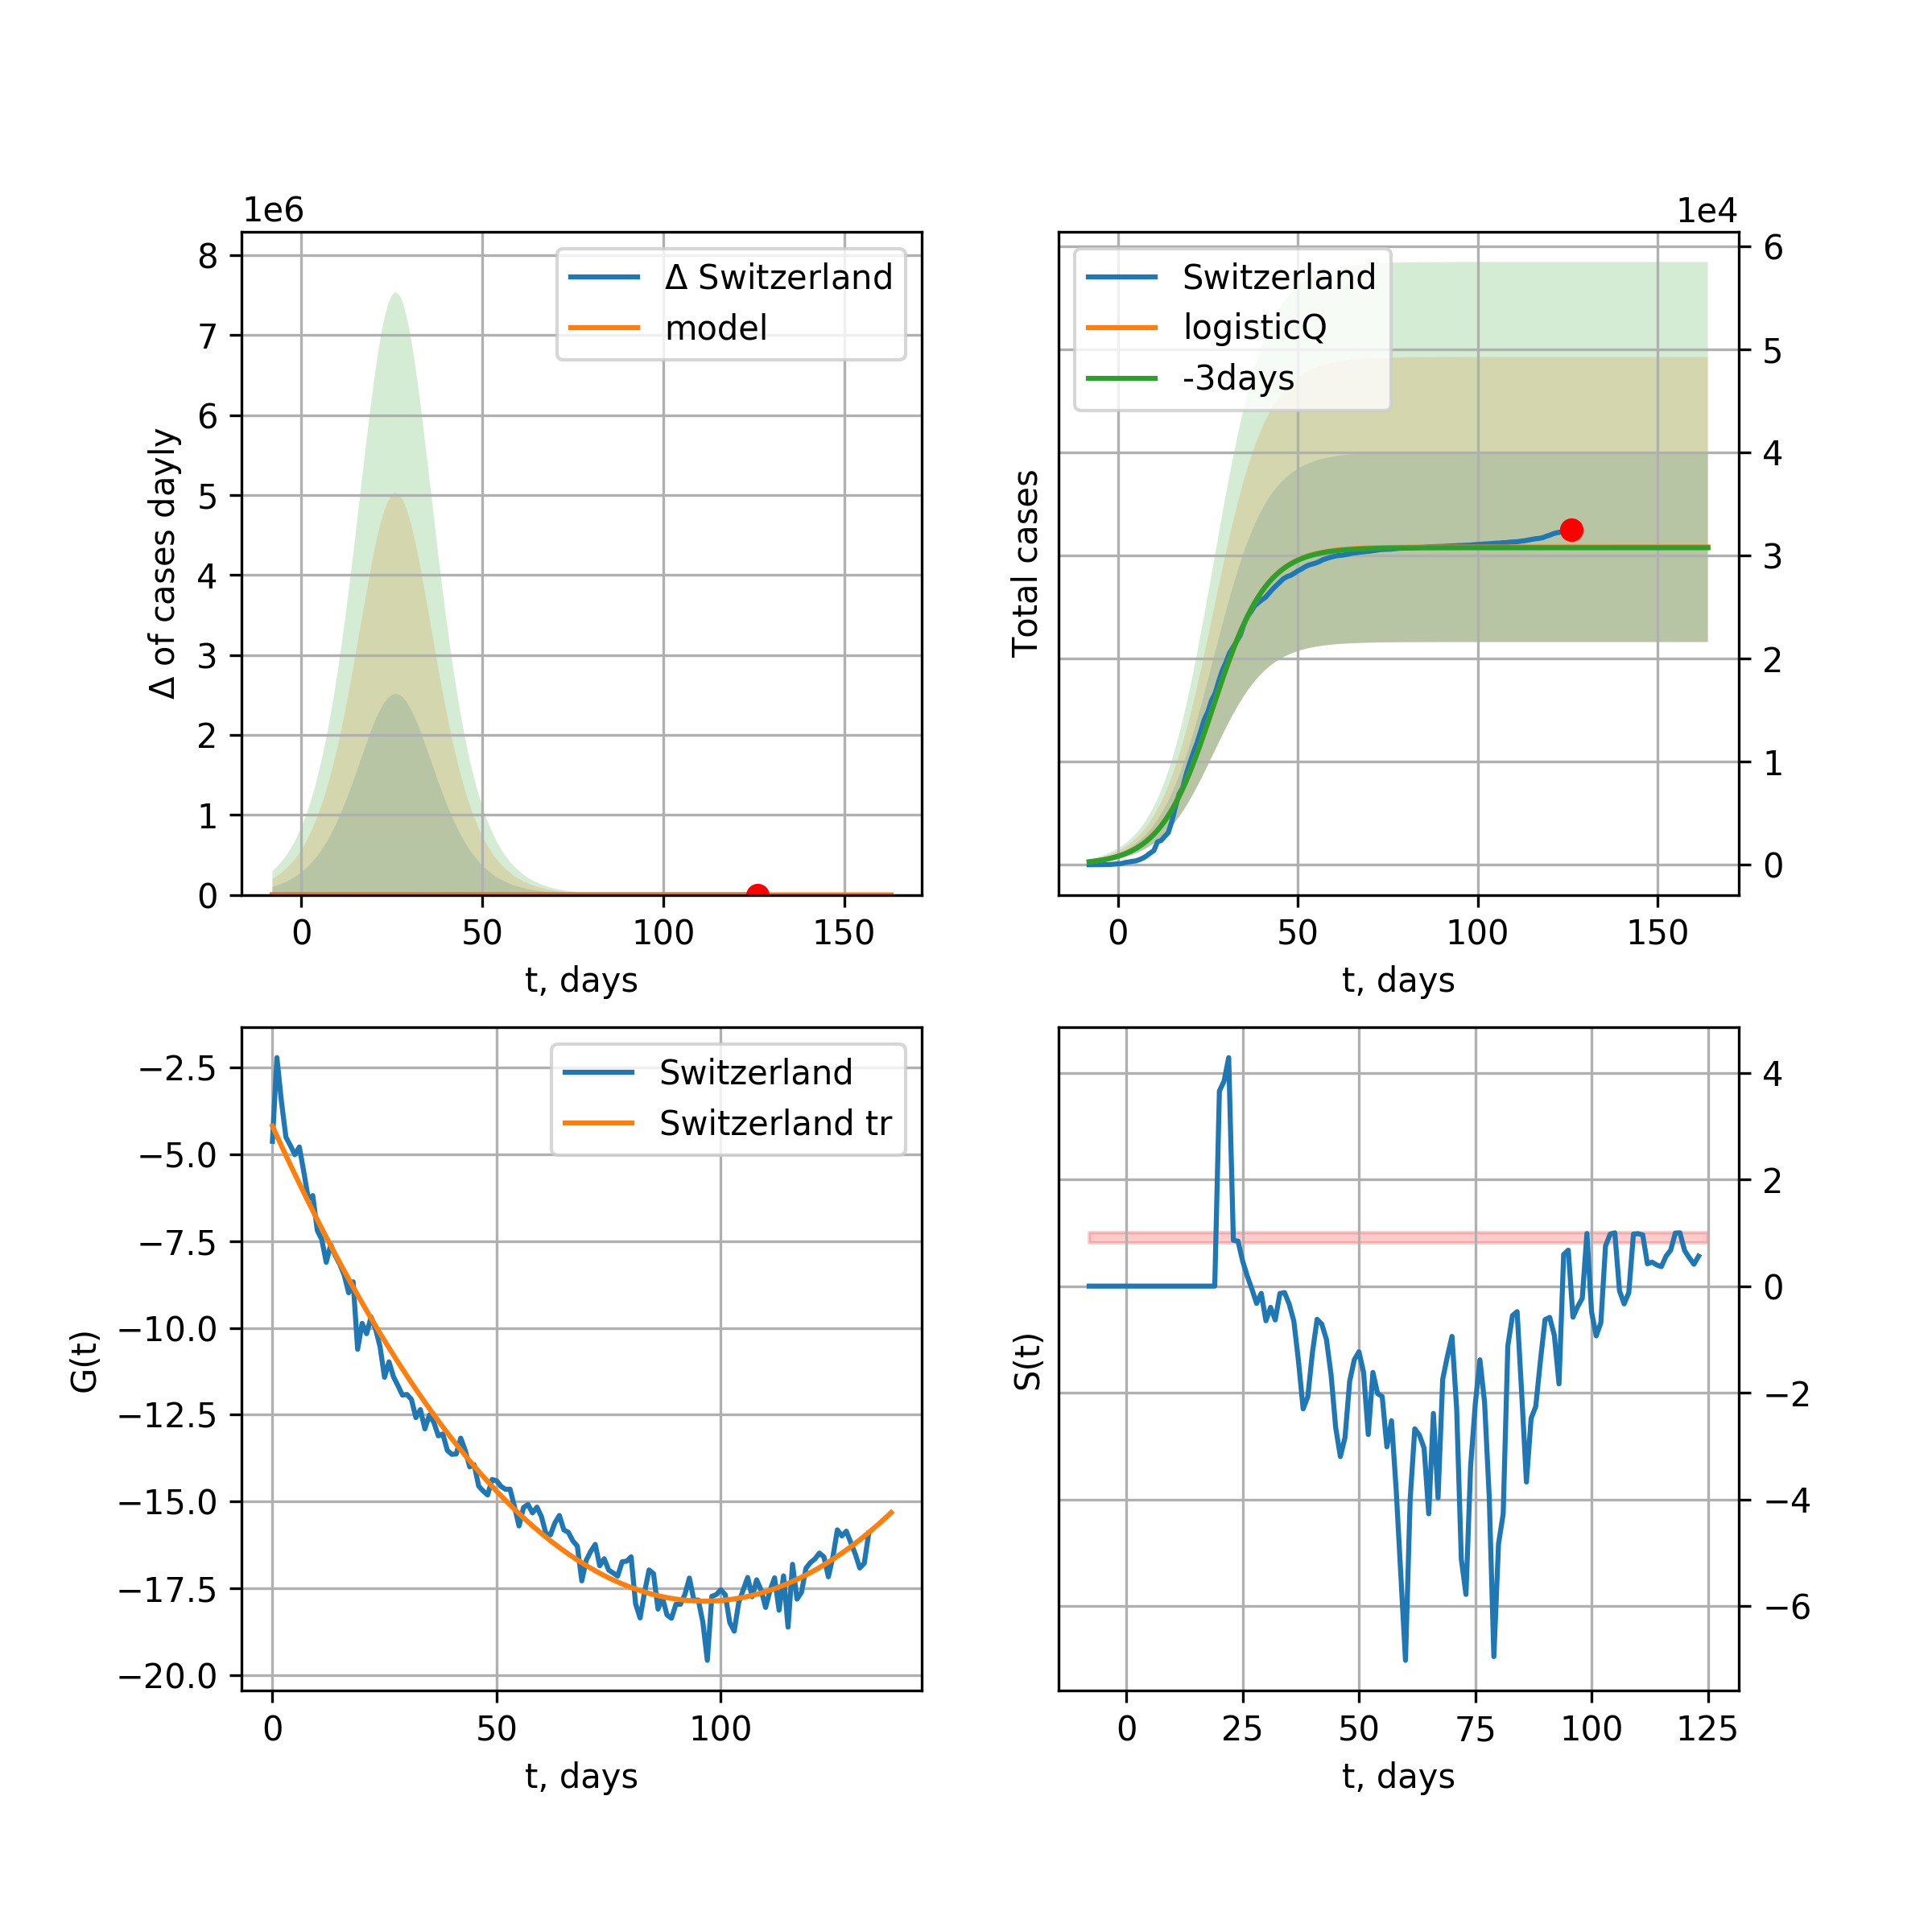 1e6
8
7
6
5
4
3
2
1
0
Δ of cases dayly
Δ Switzerland
model
0 50 100 150
t, days
1e4
6
5
4
3
2
1
0
Total cases
Switzerland
logisticQ
-3days
0 50 100 150
t, days
−2.5
−5.0
−7.5
−10.0
−12.5
−15.0
−17.5
−20.0
G(t)
Switzerland
Switzerland tr
0 50 100
t, days
4
2
0
−2
−4
−6
S(t)
0 25 50 75 100 125
t, days